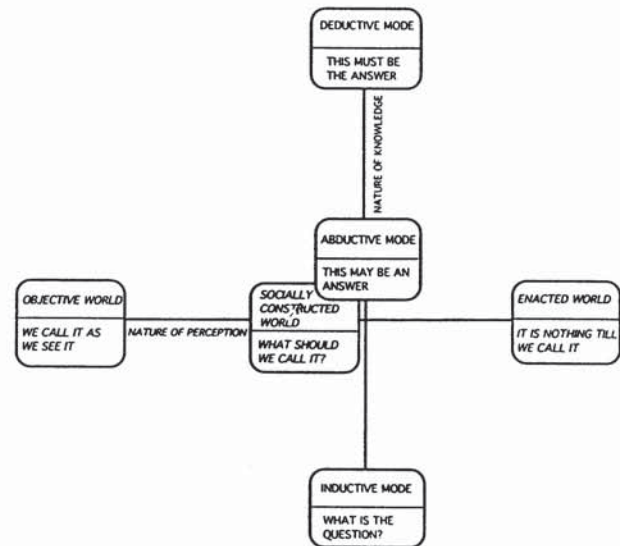 DEDUCTIVE MODE
THIS MUST BE
THE ANSWER
NATURE OF KNOWLEDGE
ABDUCTIVE MODE
THIS MAY BE AN
ANSWER
OBJECTIVE WORLD
WE CALL IT AS
WE SEE IT
NATURE OF PERCEPTION
SOCIALLY
CONSTRUCTED
WORLD
WHAT SHOULD
WE CALL IT?
ENACTED WORLD
IT IS NOTHING TILL
WE CALL IT
INDUCTIVE MODE
WHAT IS THE
QUESTION?